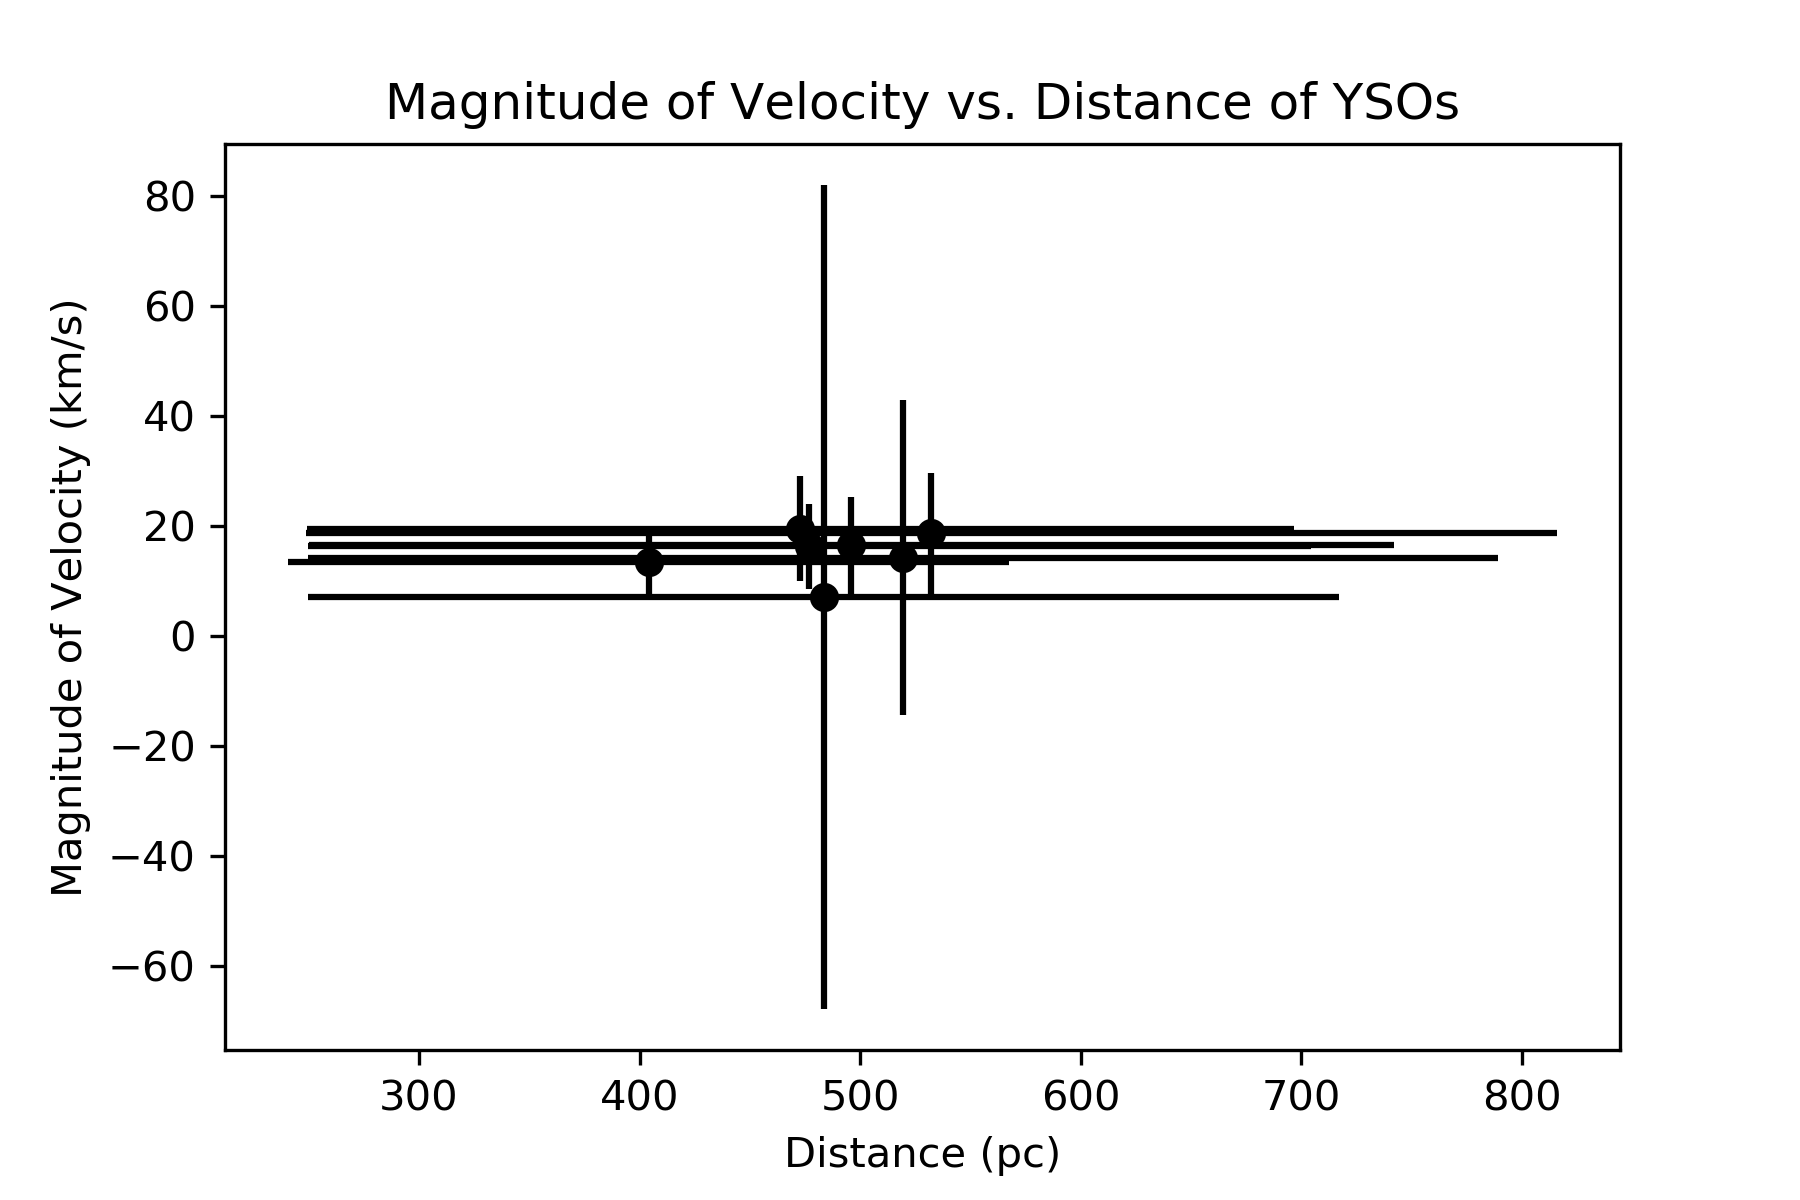 Magnitude of Velocity vs. Distance of YSOs
Magnitude of Velocity (km/s)
80
60
40
20
0
−20
−40
−60
300 400 500 600 700 800
Distance (pc)